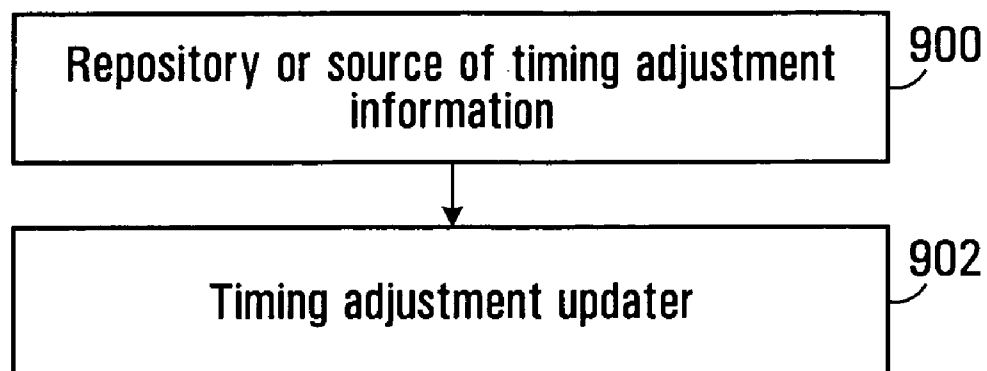 Repository or source of timing adjustment
information
900
Timing adjustment updater
902